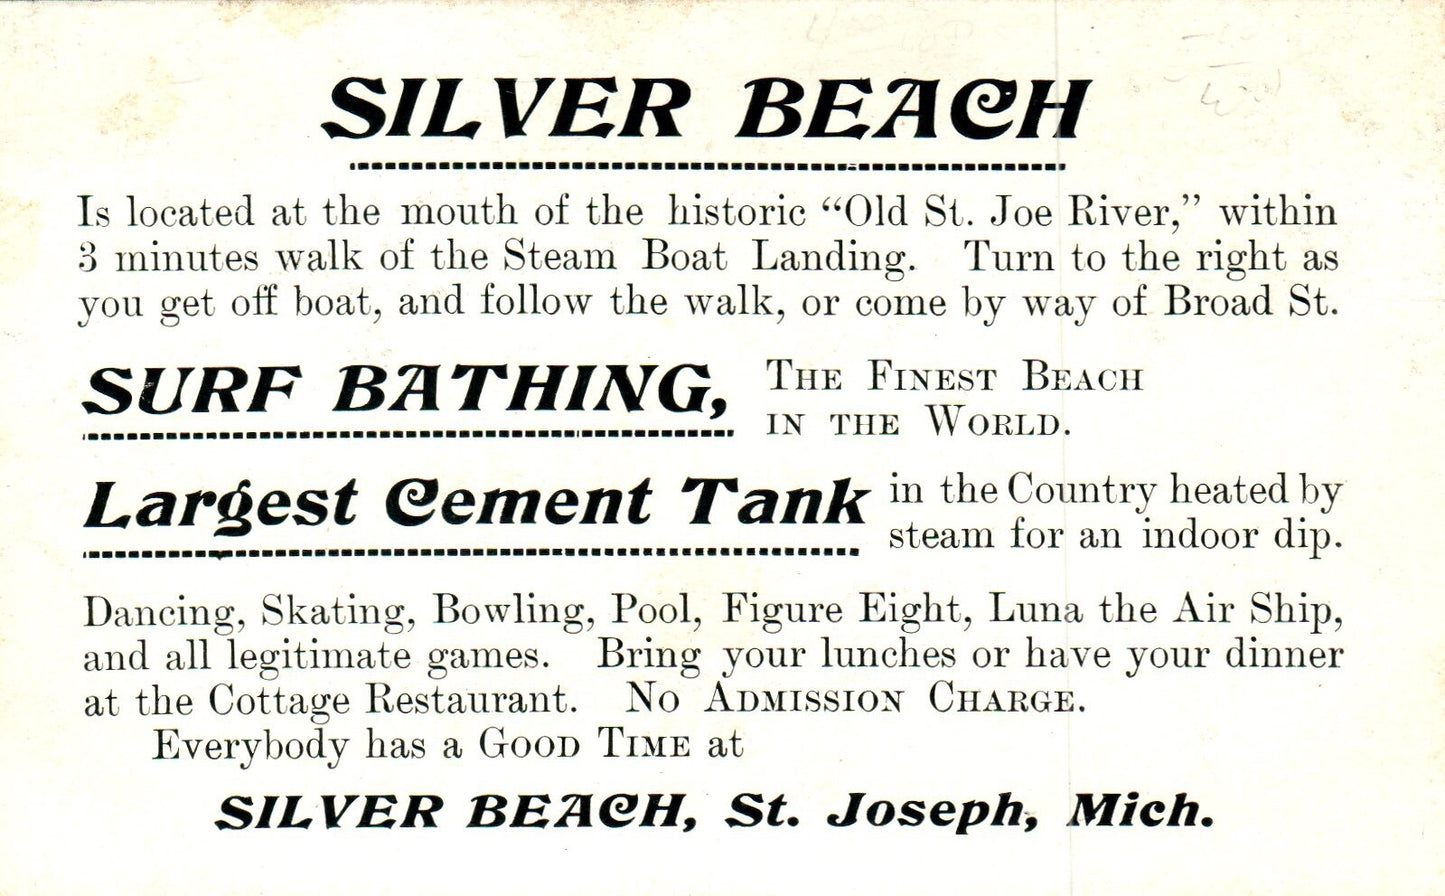 SILVER BEACH
Is located at the mouth of the historic “Old St. Joe River,” within
3 minutes walk of the Steam Boat Landing. Turn to the right as
you get off boat, and follow the walk, or come by way of Broad St.
SURF BATHING, THE FINEST BEACH
IN THE WORLD.
Largest Cement Tank in the Country heated by
steam for an indoor dip.
Dancing, Skating, Bowling, Pool, Figure Eight, Luna the Air Ship,
and all legitimate games. Bring your lunches or have your dinner
at the Cottage Restaurant. NO ADMISSION CHARGE.
Everybody has a GOOD TIME at
SILVER BEACH, St. Joseph, Mich.